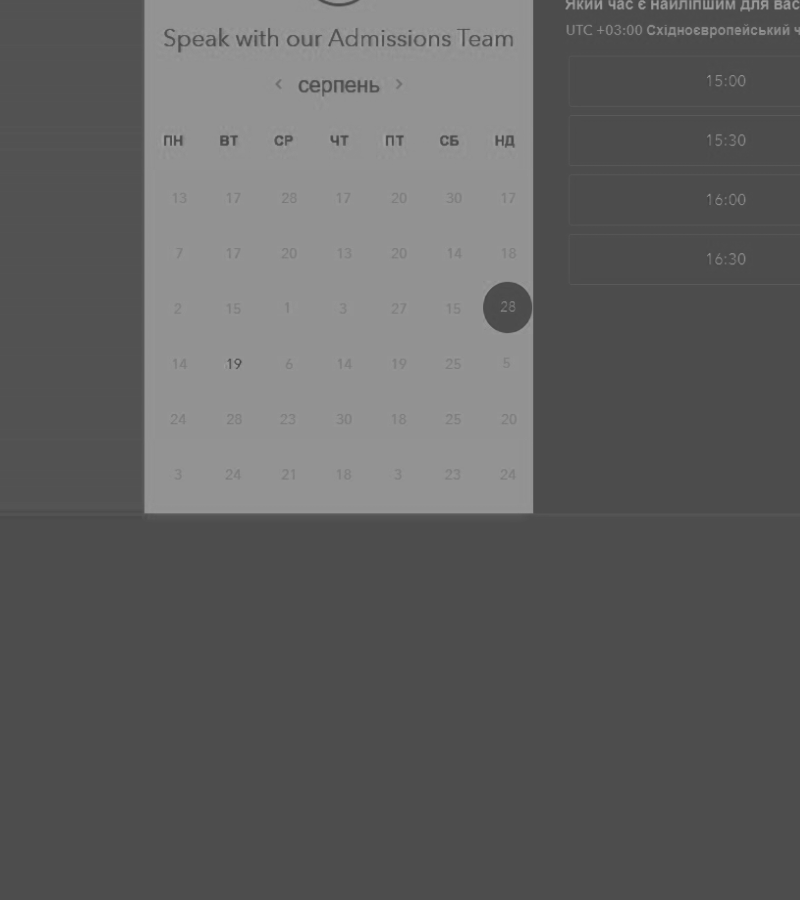 Speak with our Admissions Team
‹ серпень ›
ПН ВТ СР ЧТ ПТ СБ НД
13 17 28 17 20 30 17
7 17 20 13 20 14 18
2 15 1 3 27 15 28
14 19 6 14 19 25 5
24 28 23 30 18 25 20
3 24 21 18 3 23 24
Який час є найліпшим для вас
UTC +03:00 Східноєвропейський ч
15:00
15:30
16:00
16:30